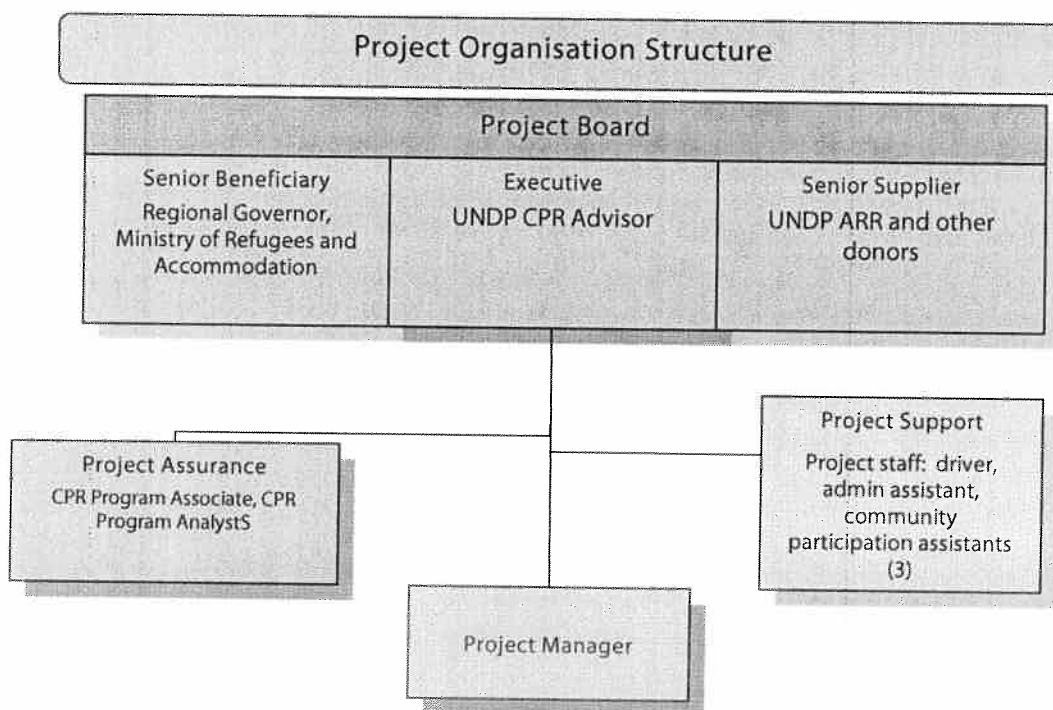 Project Organisation Structure
Project Board
Senior Beneficiary
Regional Governor,
Ministry of Refugees and
Accommodation
Executive
UNDP CPR Advisor
Senior Supplier
UNDP ARR and other
donors
Project Assurance
CPR Program Associate, CPR
Program AnalystS
Project Support
Project staff: driver,
admin assistant,
community
participation assistants
(3)
Project Manager